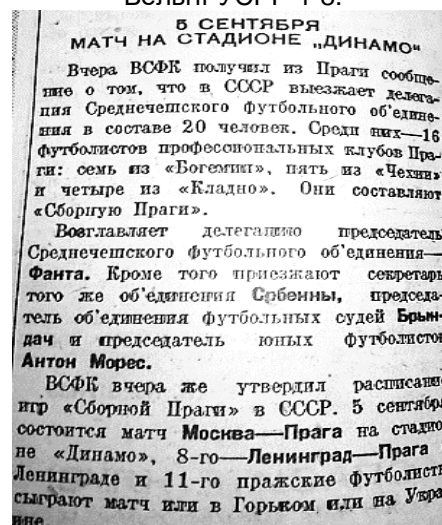 5 СЕНТЯБРЯ
МАТЧ НА СТАДИОНЕ „ДИНАМО“
Вчера ВСФК получил из Праги сообще-
ние о том, что в СССР выезжает делега-
ция Среднечешского футбольного об'едине-
ния в составе 20 человек. Среди них—16
футболистов профессиональных клубов Пра-
ги: семь из «Богемии», пять из «Чехии»
и четыре из «Кладно». Они составляют
«Сборную Праги».
Возглавляет делегацию председатель
Среднечешского футбольного об'единения—
Фанта. Кроме того приезжают секретарь
того же об'единения Србенны, председа-
тель об'единения футбольных судей Брын-
дач и председатель юных футболистов
Антон Морес.
ВСФК вчера же утвердил расписание
игр «Сборной Праги» в СССР. 5 сентября
состоится матч Москва—Прага на стадио-
не «Динамо», 8-го—Ленинград—Прага в
Ленинграде и 11-го пражские футболисты
сыграют матч или в Горьком или на Укра-
ине.